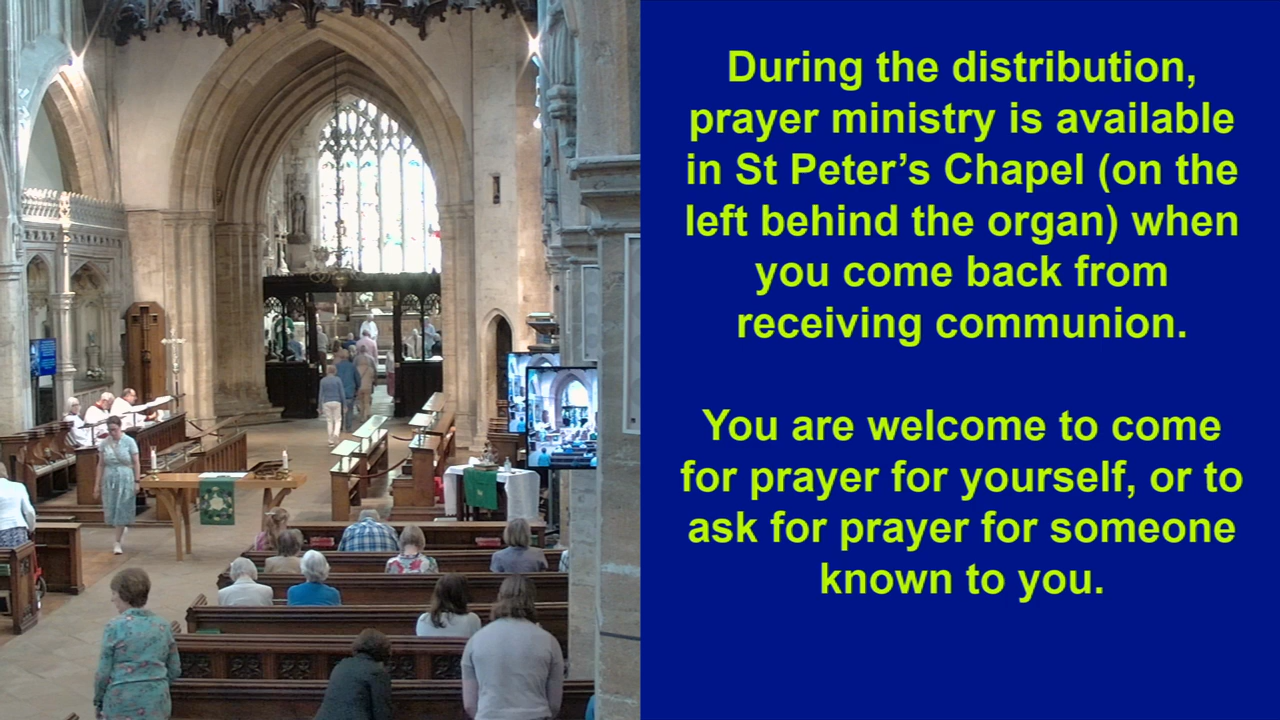 During the distribution,
prayer ministry is available
in St Peter’s Chapel (on the
left behind the organ) when
you come back from
receiving communion.
You are welcome to come
for prayer for yourself, or to
ask for prayer for someone
known to you.